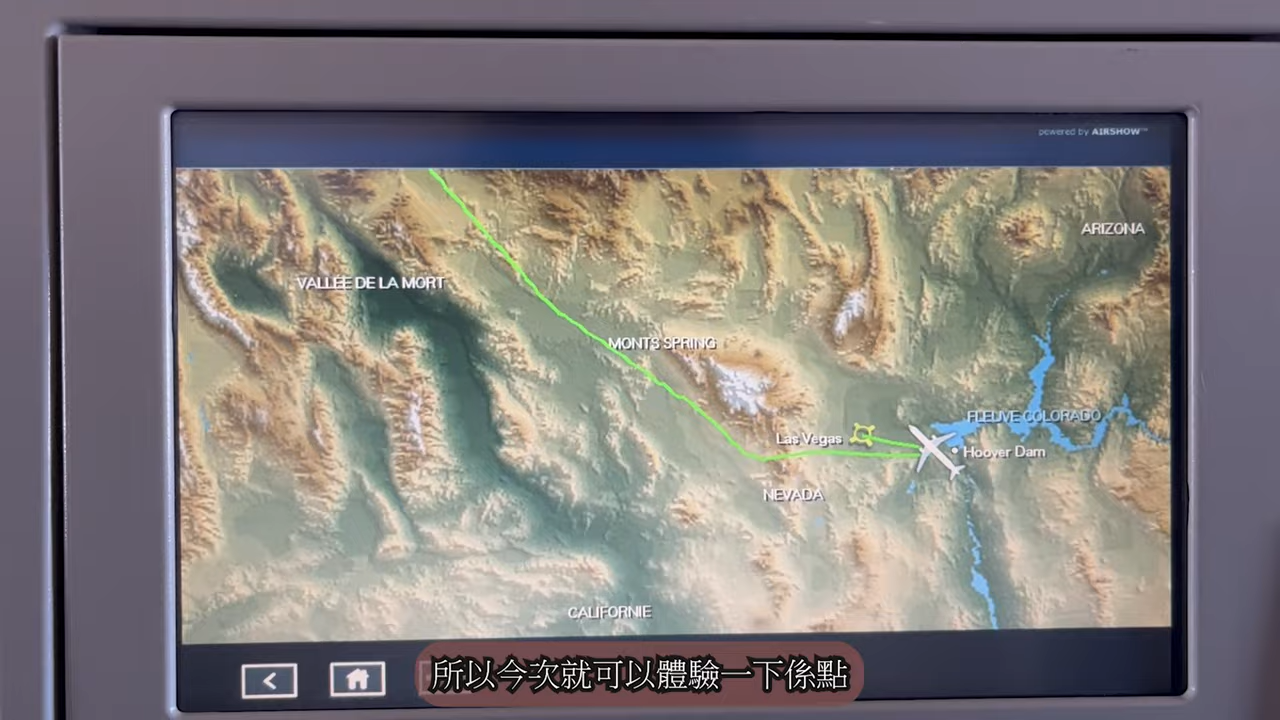 powered by AIRSHOW™
ARIZONA
VALLÉE DE LA MORT
MONTS SPRING
FLEUVE COLORADO
Las Vegas
Hoover Dam
NEVADA
CALIFORNIE
所以今次就可以體驗一下係點